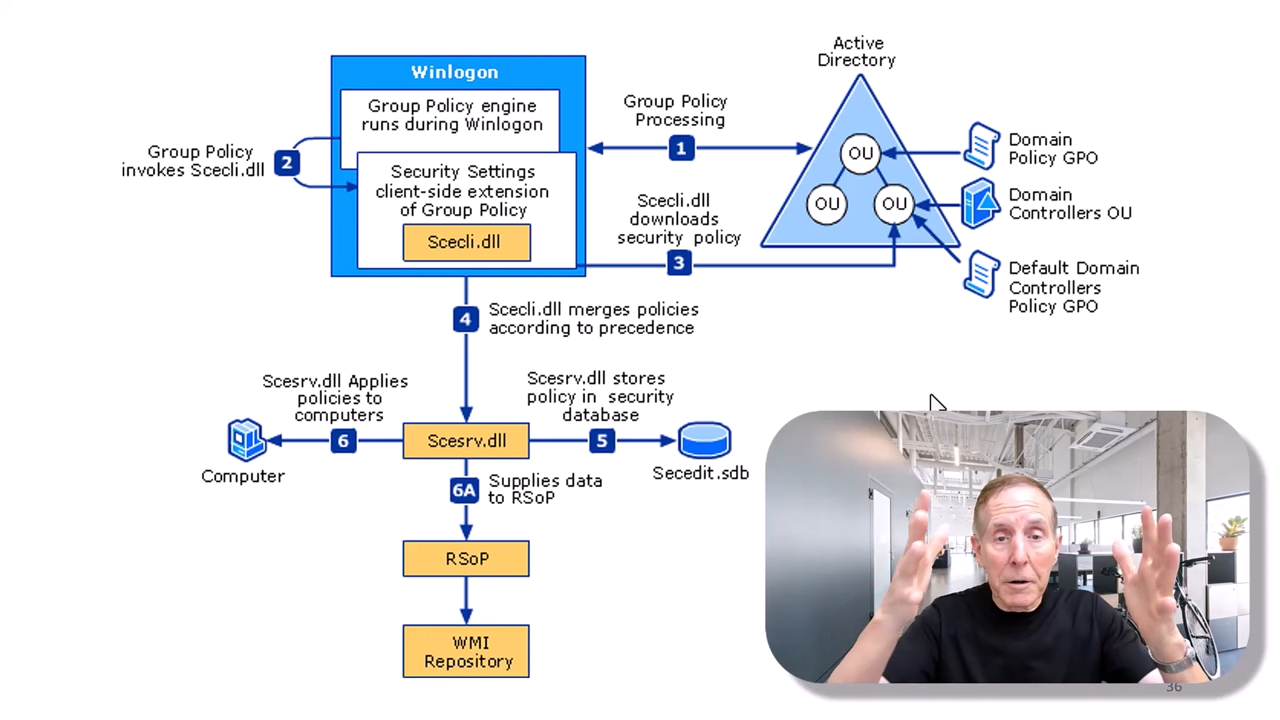 Active
Directory
Winlogon
Group Policy engine
runs during Winlogon
Group Policy
Processing
1
Domain
Policy GPO
OU
Group Policy
invokes Scecli.dll
2
Security Settings
client-side extension
of Group Policy
Scecli.dll
Scecli.dll
downloads
security policy
3
OU
OU
Domain
Controllers OU
Default Domain
Controllers
Policy GPO
4
Scecli.dll merges policies
according to precedence
Scesrv.dll Applies
policies to
computers
6
Computer
Scesrv.dll
Scesrv.dll stores
policy in security
database
5
Secedit.sdb
6A
Supplies data
to RSoP
RSoP
WMI
Repository
36